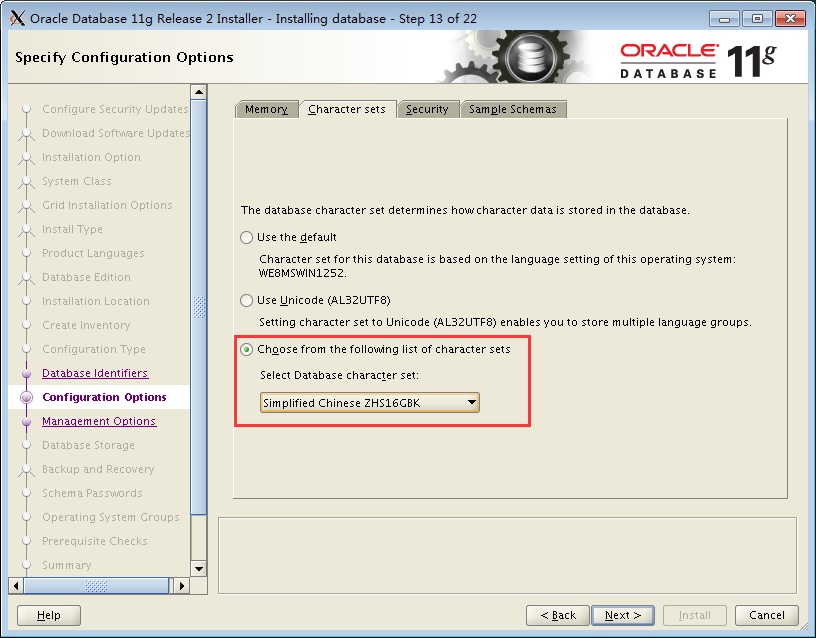 Oracle Database 11g Release 2 Installer - Installing database - Step 13 of 22
Specify Configuration Options
ORACLE
DATABASE
11g
Configure Security Updates
Download Software Updates
Installation Option
System Class
Grid Installation Options
Install Type
Product Languages
Database Edition
Installation Location
Create Inventory
Configuration Type
Database Identifiers
Configuration Options
Management Options
Database Storage
Backup and Recovery
Schema Passwords
Operating System Groups
Prerequisite Checks
Summary
Memory
Character sets
Security
Sample Schemas
The database character set determines how character data is stored in the database.
Use the default
Character set for this database is based on the language setting of this operating system:
WE8MSWIN1252.
Use Unicode (AL32UTF8)
Setting character set to Unicode (AL32UTF8) enables you to store multiple language groups.
Choose from the following list of character sets
Select Database character set:
Simplified Chinese ZHS16GBK
Help
< Back
Next >
Install
Cancel